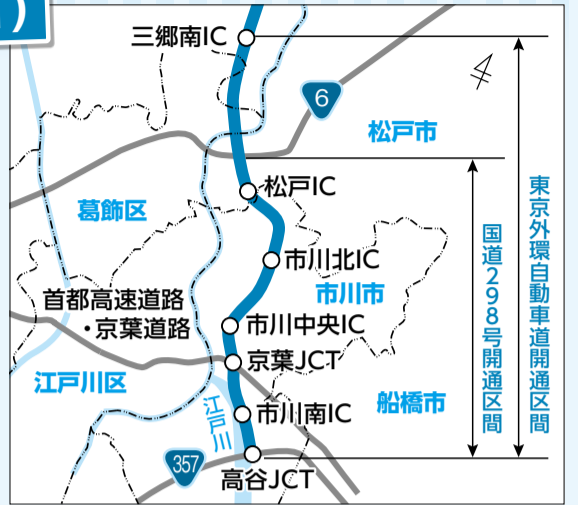 三郷南IC
6
松戸市
松戸IC
葛飾区
市川北IC
市川市
首都高速道路
・京葉道路
市川中央IC
京葉JCT
江戸川区
江戸川
市川南IC
船橋市
357
高谷JCT
国道298号開通区間
東京外環自動車道開通区間